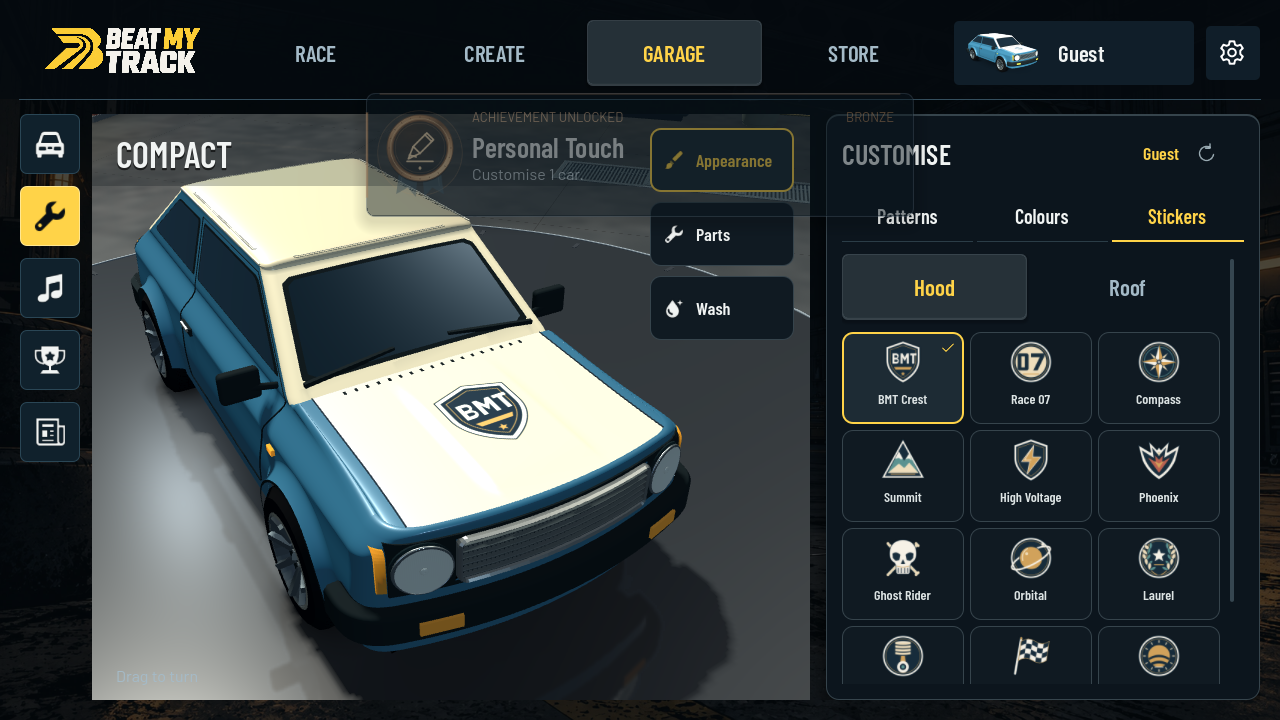 BEAT MY
TRACK
RACE
CREATE
GARAGE
STORE
Guest
ACHIEVEMENT UNLOCKED
BRONZE
Personal Touch
Customise 1 car.
COMPACT
Appearance
Parts
Wash
BMT
Drag to turn
CUSTOMISE
Guest
Patterns
Colours
Stickers
Hood
Roof
BMT
07
BMT Crest
Race 07
Compass
Summit
High Voltage
Phoenix
Ghost Rider
Orbital
Laurel